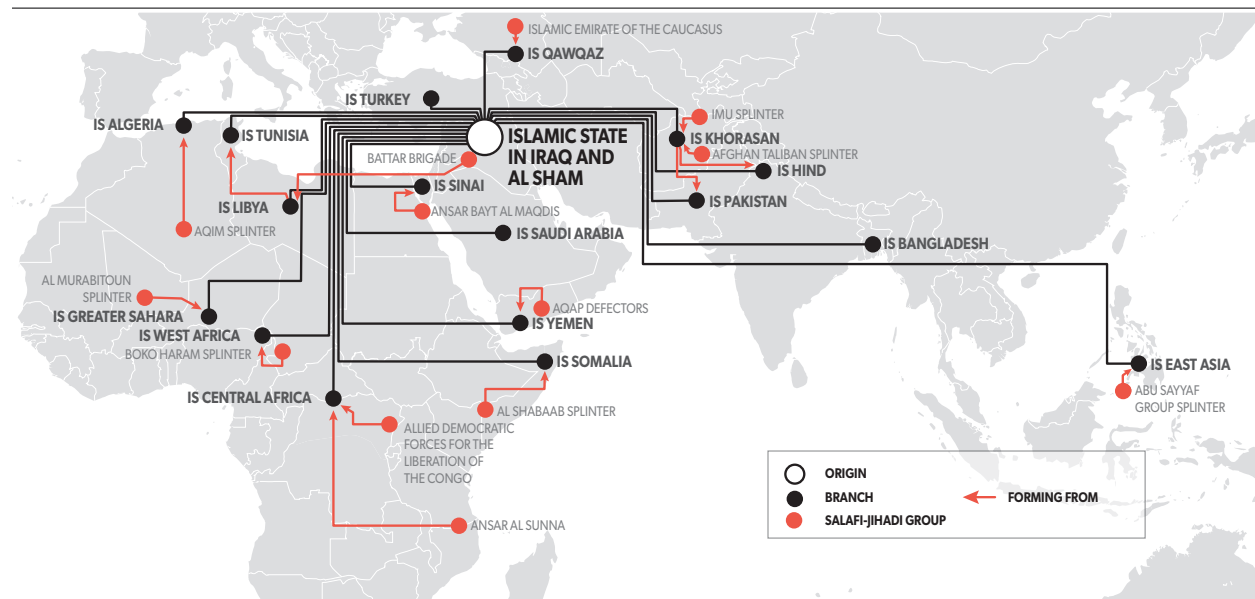 ISLAMIC EMIRATE OF THE CAUCASUS
IS QAWQAZ
IS TURKEY
IS ALGERIA
IS TUNISIA
BATTAR BRIGADE
ISLAMIC STATE
IN IRAQ AND
AL SHAM
IMU SPLINTER
IS KHORASAN
AFGHAN TALIBAN SPLINTER
IS HIND
IS SINAI
IS LIBYA
ANSAR BAYT AL MAQDIS
IS PAKISTAN
AQIM SPLINTER
IS SAUDI ARABIA
IS BANGLADESH
AL MURABITOUN
SPLINTER
IS GREATER SAHARA
IS WEST AFRICA
BOKO HARAM SPLINTER
AQAP DEFECTORS
IS YEMEN
IS SOMALIA
IS EAST ASIA
ABU SAYYAF
GROUP SPLINTER
IS CENTRAL AFRICA
AL SHABAAB SPLINTER
ALLIED DEMOCRATIC
FORCES FOR THE
LIBERATION OF
THE CONGO
ANSAR AL SUNNA
ORIGIN
BRANCH
FORMING FROM
SALAFI-JIHADI GROUP